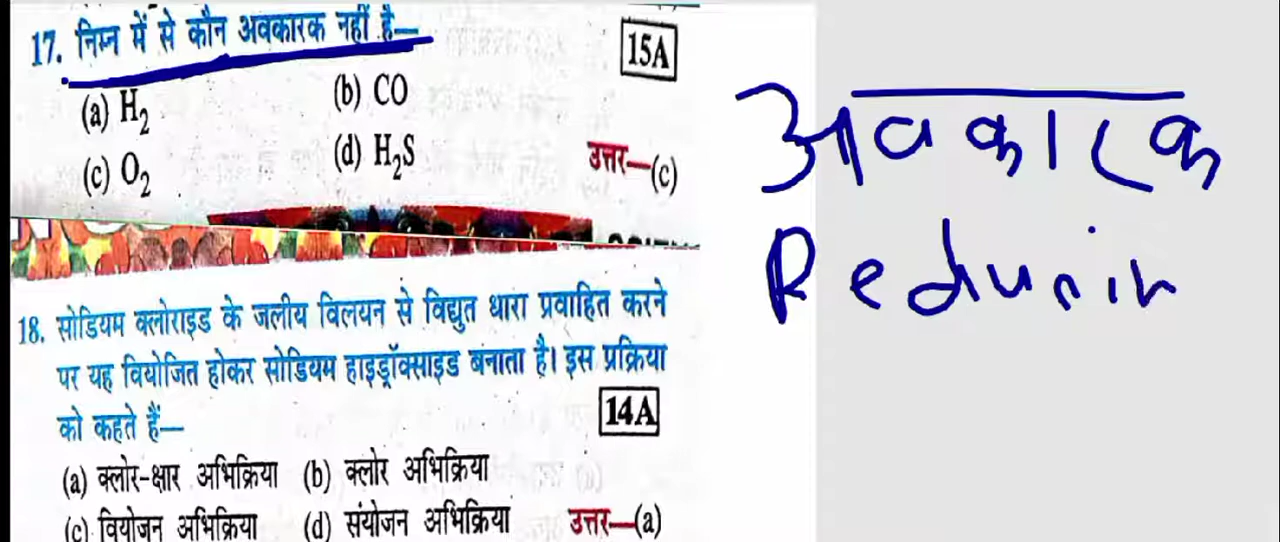 17. निम्न में से कौन अवकारक नहीं है—
15A
(a) H₂ (b) CO
(c) O₂ (d) H₂S उत्तर—(c)
18. सोडियम क्लोराइड के जलीय विलयन से विद्युत धारा प्रवाहित करने
पर यह वियोजित होकर सोडियम हाइड्रॉक्साइड बनाता है। इस प्रक्रिया
को कहते हैं— 14A
(a) क्लोर-क्षार अभिक्रिया (b) क्लोर अभिक्रिया
(c) वियोजन अभिक्रिया (d) संयोजन अभिक्रिया उत्तर—(a)
अवकारक